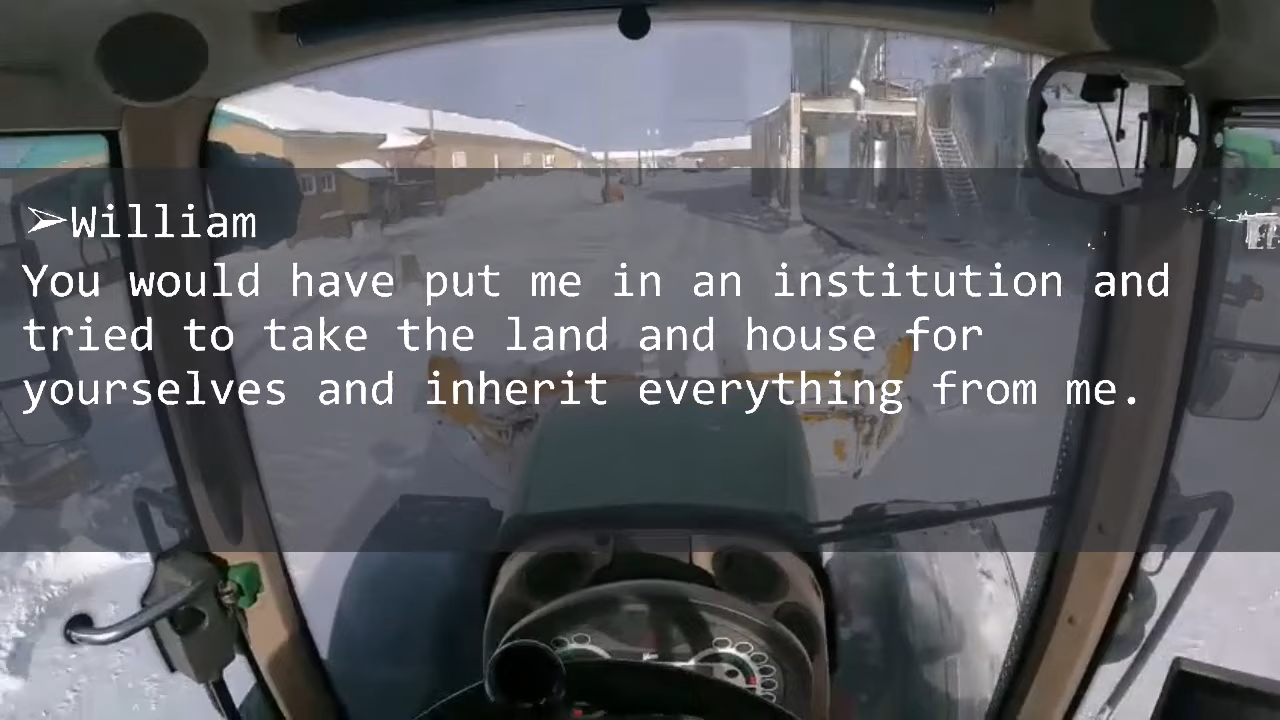 ➢William
You would have put me in an institution and
tried to take the land and house for
yourselves and inherit everything from me.